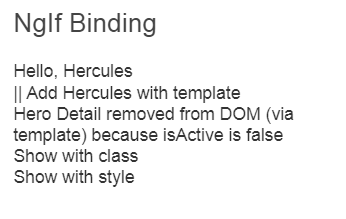 NgIf Binding
Hello, Hercules
|| Add Hercules with template
Hero Detail removed from DOM (via
template) because isActive is false
Show with class
Show with style